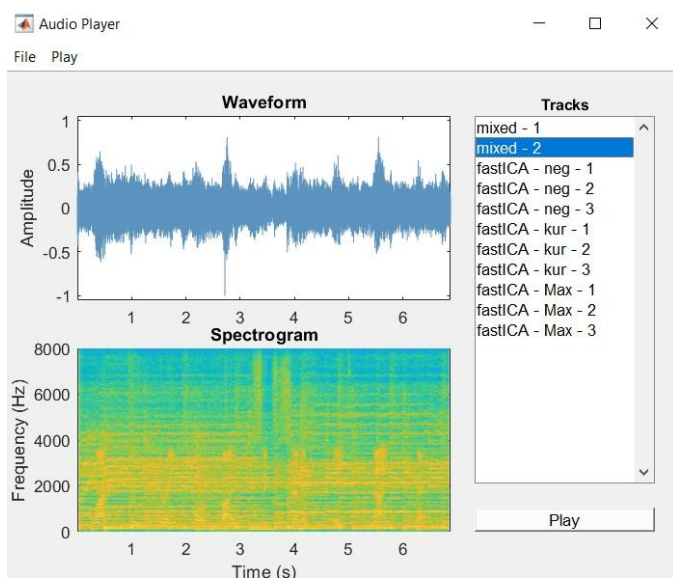 Audio Player
File Play
Waveform
1
0.5
0
-0.5
-1
Amplitude
1 2 3 4 5 6
Spectrogram
8000
6000
4000
2000
0
Frequency (Hz)
1 2 3 4 5 6
Time (s)
Tracks
mixed - 1
mixed - 2
fastICA - neg - 1
fastICA - neg - 2
fastICA - neg - 3
fastICA - kur - 1
fastICA - kur - 2
fastICA - kur - 3
fastICA - Max - 1
fastICA - Max - 2
fastICA - Max - 3
Play